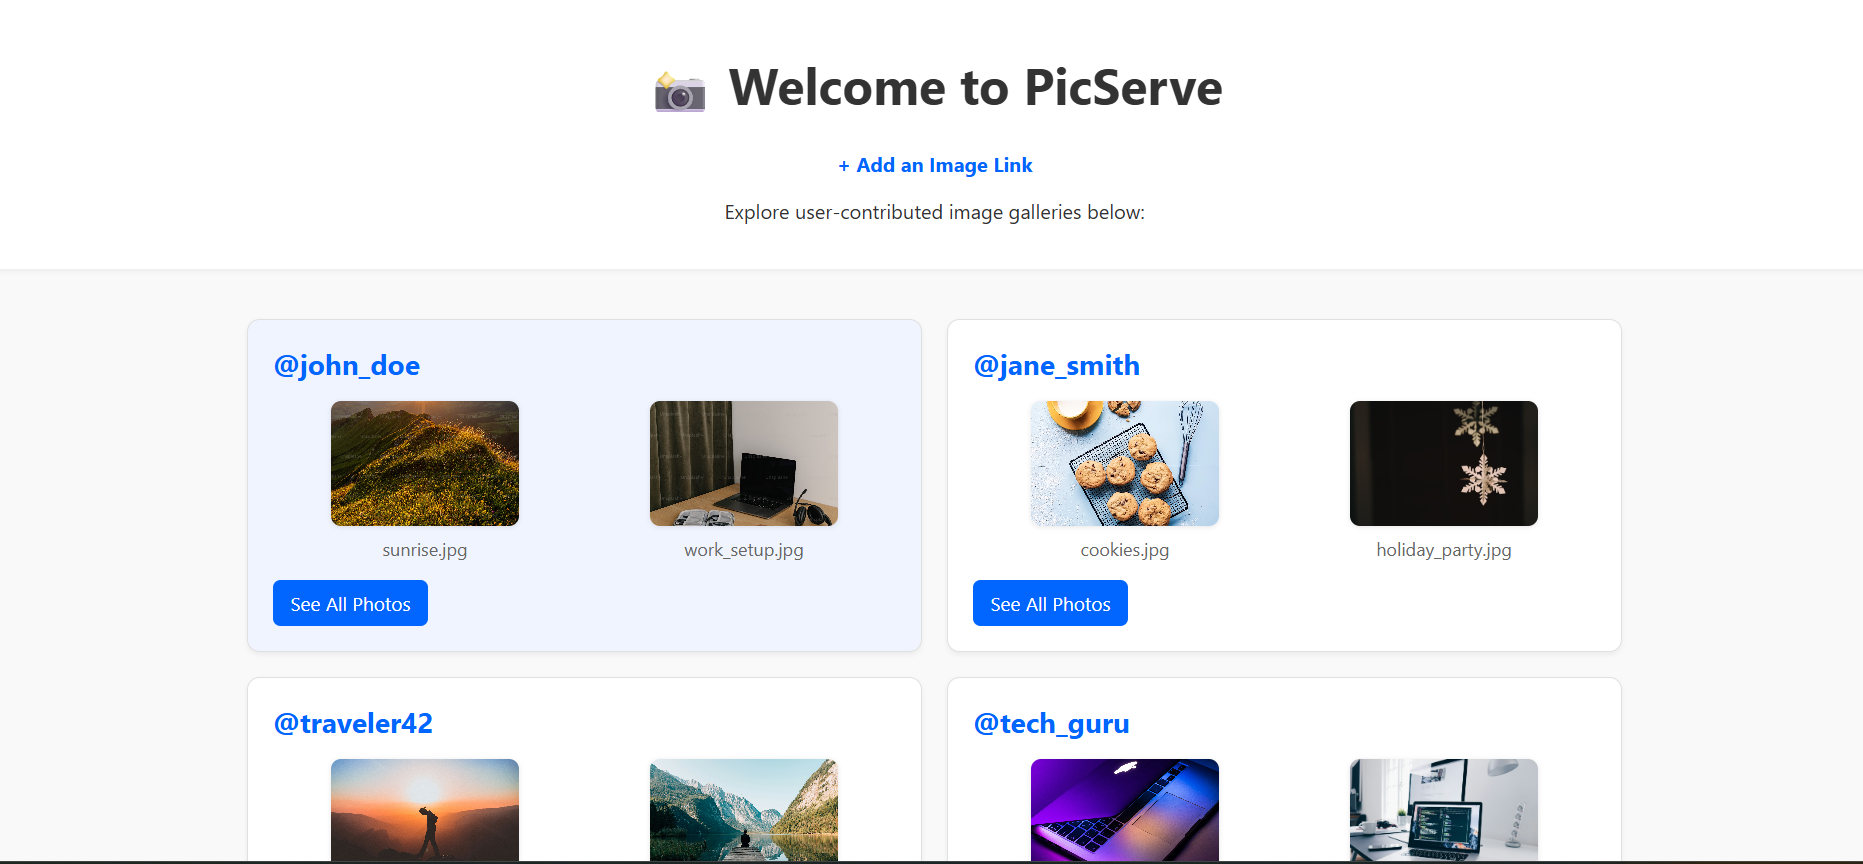 Welcome to PicServe
+ Add an Image Link
Explore user-contributed image galleries below:
@john_doe
sunrise.jpg
work_setup.jpg
See All Photos
@jane_smith
cookies.jpg
holiday_party.jpg
See All Photos
@traveler42
@tech_guru